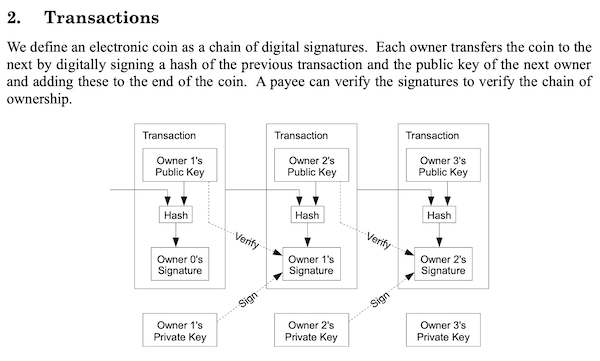 2. Transactions
We define an electronic coin as a chain of digital signatures. Each owner transfers the coin to the
next by digitally signing a hash of the previous transaction and the public key of the next owner
and adding these to the end of the coin. A payee can verify the signatures to verify the chain of
ownership.
Transaction
Owner 1's
Public Key
Hash
Owner 0's
Signature
Transaction
Owner 2's
Public Key
Hash
Owner 1's
Signature
Transaction
Owner 3's
Public Key
Hash
Owner 2's
Signature
Verify
Verify
Sign
Sign
Owner 1's
Private Key
Owner 2's
Private Key
Owner 3's
Private Key